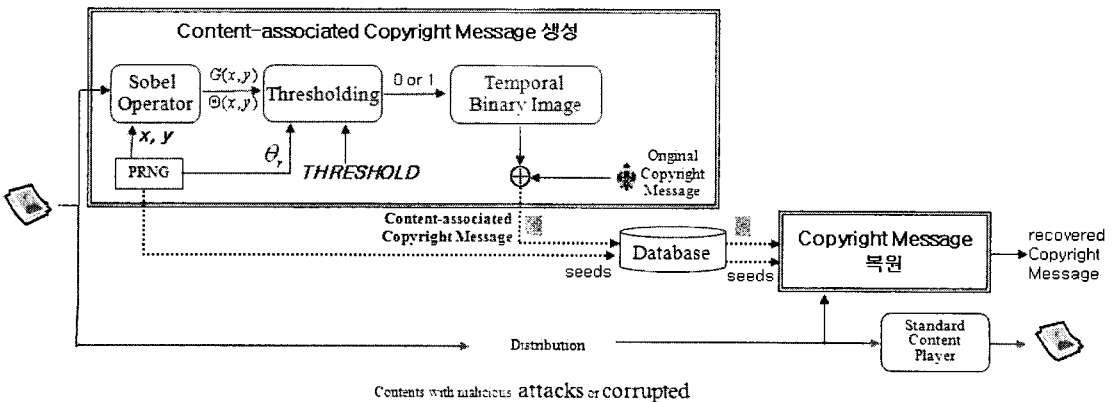 Content-associated Copyright Message 생성
Sobel
Operator
G(x,y)
Θ(x,y)
Thresholding
0 or 1
Temporal
Binary Image
x, y
PRNG
θr
THRESHOLD
Original
Copyright
Message
Content-associated
Copyright Message
seeds
Database
seeds
Copyright Message
복원
recovered
Copyright
Message
Distribution
Standard
Content
Player
Contents with malicious attacks or corrupted